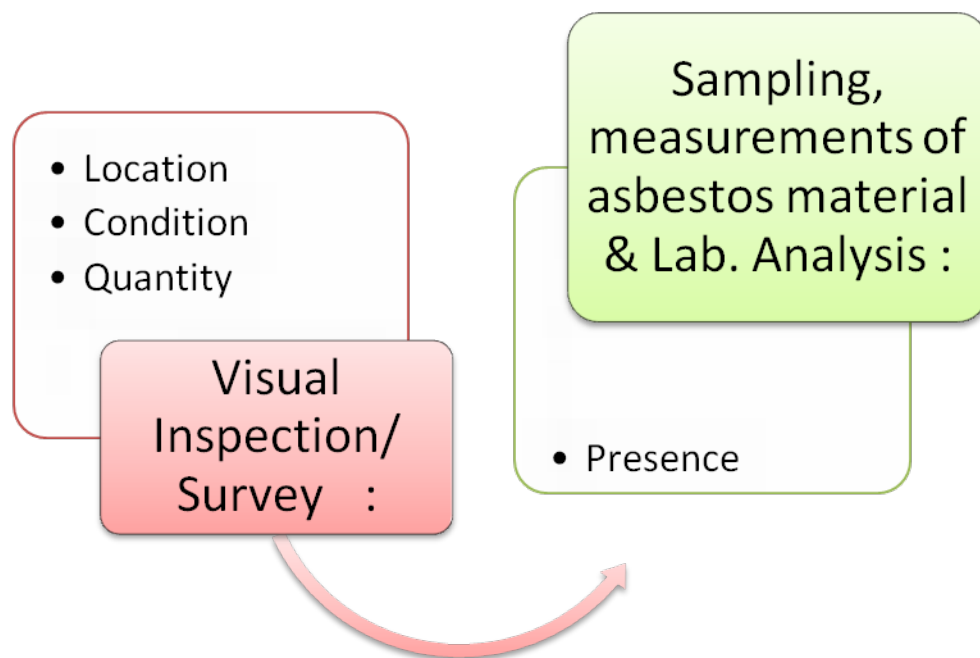 • Location
• Condition
• Quantity
Visual
Inspection/
Survey :
Sampling,
measurements of
asbestos material
& Lab. Analysis :
• Presence